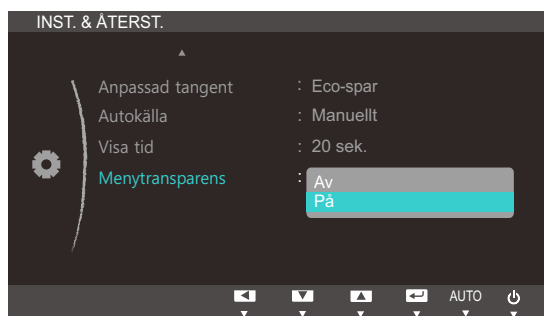 INST. & ÅTERST.
Anpassad tangent : Eco-spar
Autokälla : Manuellt
Visa tid : 20 sek.
Menytransparens : Av
På
AUTO